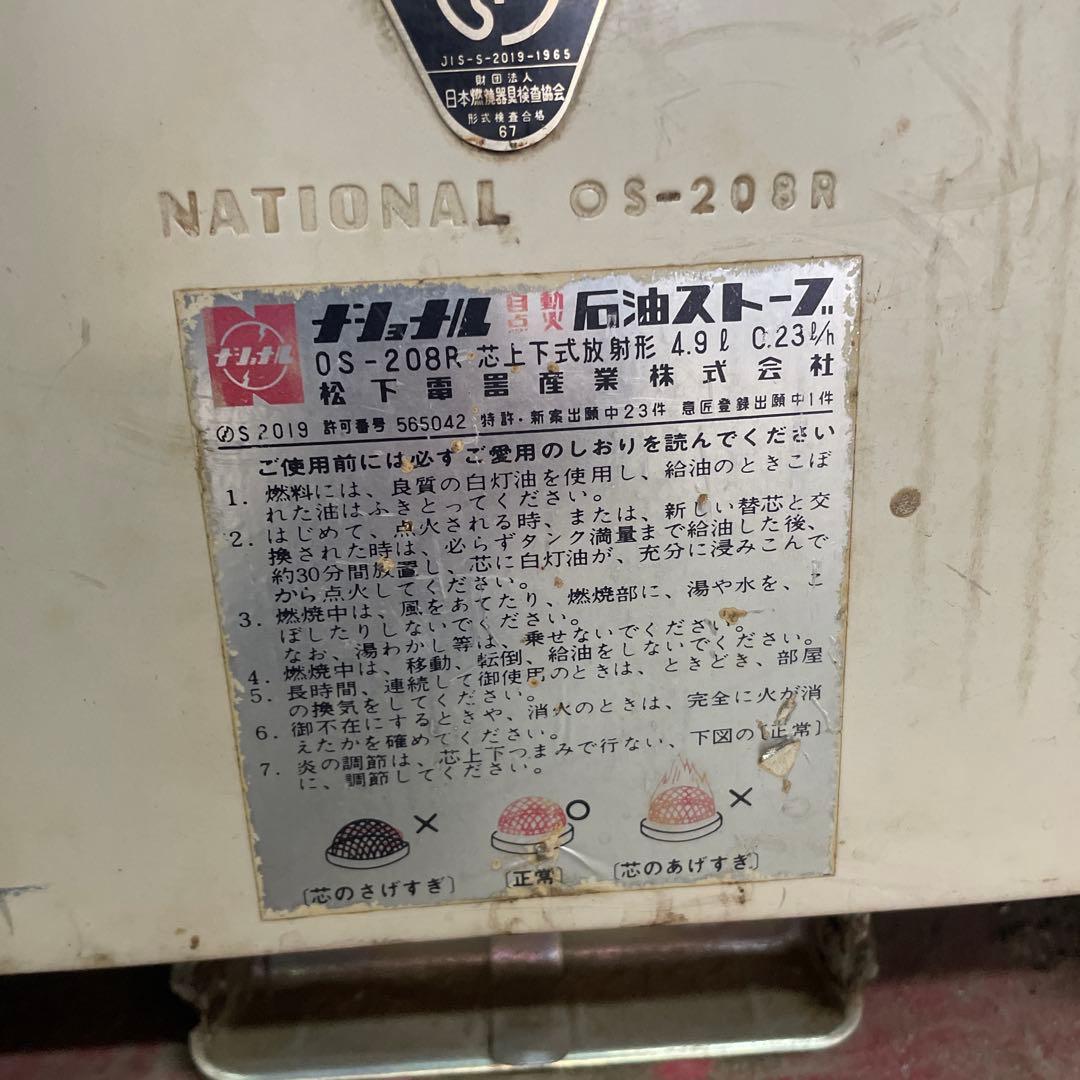 JIS-S-2019-1965
財団法人
日本燃焼器具検査協会
形式検査合格
67
NATIONAL OS-208R
N ナショナル ナショナル 自動点火 石油ストーブ
OS-208R 芯上下式放射形 4.9ℓ 0.23ℓ/h
松下電器産業株式会社
S 2019 許可番号 565042 特許・新案出願中23件 意匠登録出願中1件
ご使用前には必ずご愛用のしおりを読んでください
1. 燃料には、良質の白灯油を使用し、給油のときこぼ
れた油はふきとってください。
2. はじめて、点火される時、または、新しい替芯と交
換された時は、必らずタンク満量まで給油した後、
約30分間放置し、芯に白灯油が、充分に浸みこんで
から点火してください。
3. 燃焼中は、風をあてたり、燃焼部に、湯や水を、こ
ぼしたりしないでください。
なお、湯わかし等は、乗せないでください。
4. 燃焼中は、移動、転倒、給油をしないでください。
5. 長時間、連続して御使用のときは、ときどき、部屋
の換気をしてください。
6. 御不在にするときや、消火のときは、完全に火が消
えたかを確めてください。
7. 炎の調節は、芯上下つまみで行ない、下図の〔正常〕
に、調節してください。
× ○ ×
〔芯のさげすぎ〕 〔正常〕 〔芯のあげすぎ〕